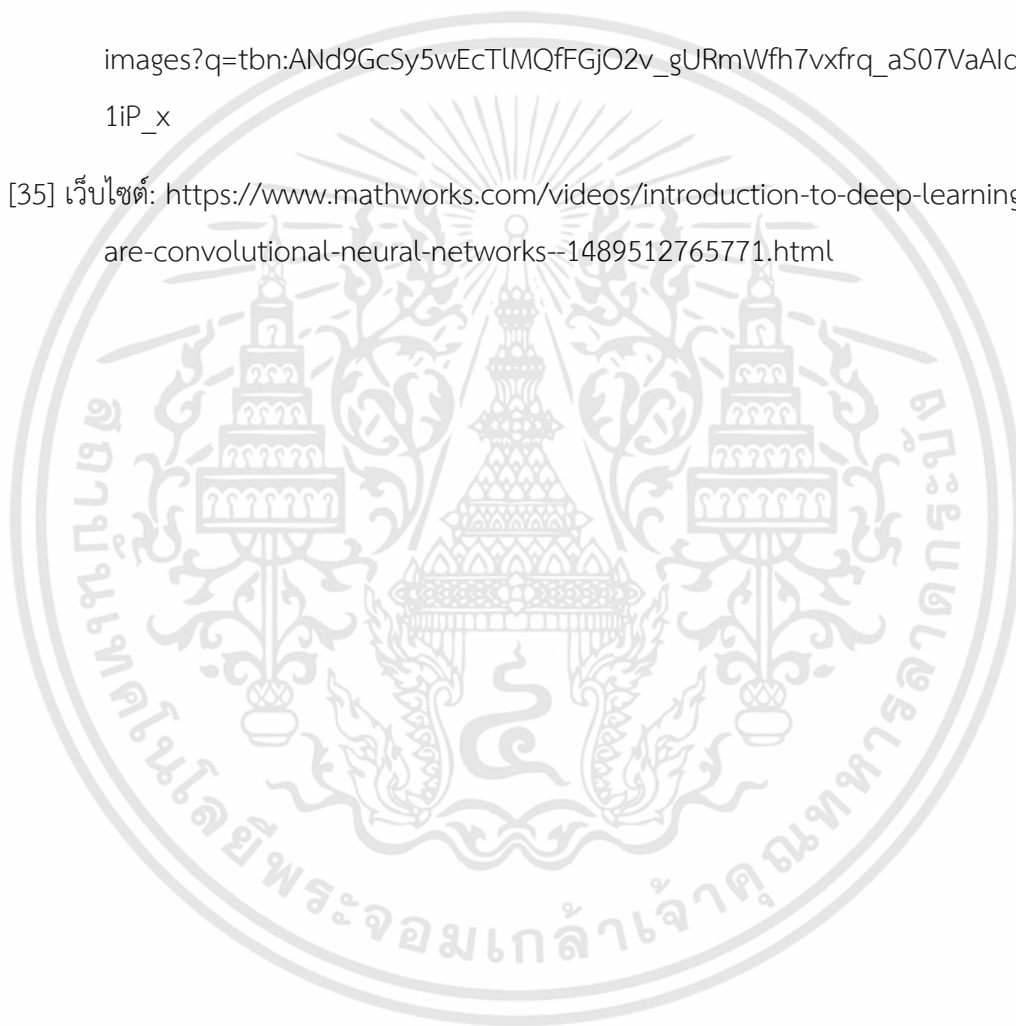 images?q=tbn:ANd9GcSy5wEcTlMQfFGjO2v_gURmWfh7vxfrq_aS07VaAIq
1iP_x
[35] เว็บไซต์: https://www.mathworks.com/videos/introduction-to-deep-learning
are-convolutional-neural-networks--1489512765771.html
สถาบันเทคโนโลยีพระจอมเกล้าเจ้าคุณทหารลาดกระบัง
๔